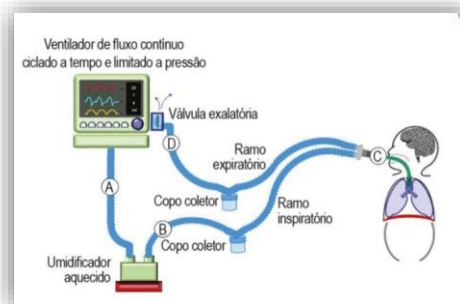 Ventilador de fluxo contínuo
ciclado a tempo e limitado a pressão
Válvula exalatória
D
Ramo
expiratório
C
A
Copo coletor
Ramo
inspiratório
B
Copo coletor
Umidificador
aquecido